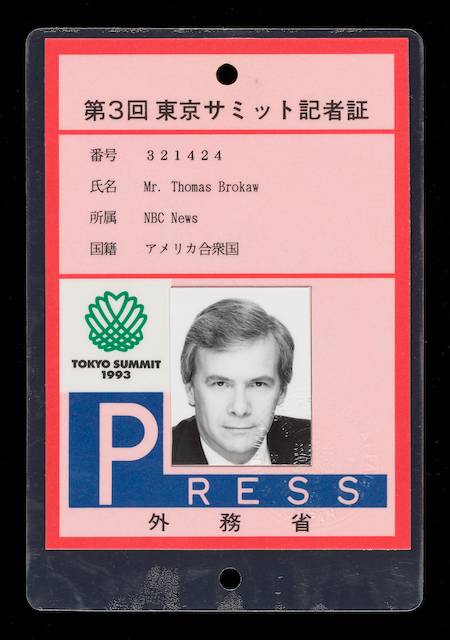 第3回 東京サミット記者証
番号 ３２１４２４
氏名 Mr. Thomas Brokaw
所属 NBC News
国籍 アメリカ合衆国
TOKYO SUMMIT
1993
PRESS
外務省